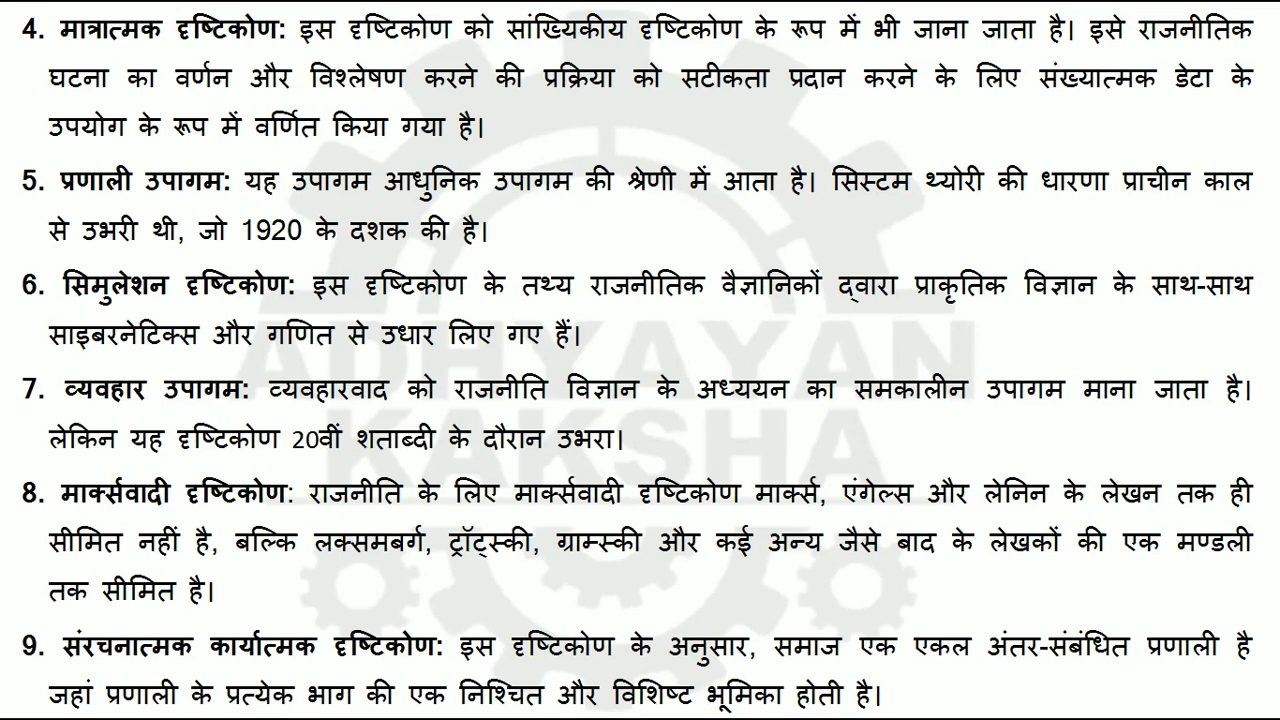 4. मात्रात्मक दृष्टिकोण: इस दृष्टिकोण को सांख्यिकीय दृष्टिकोण के रूप में भी जाना जाता है। इसे राजनीतिक
घटना का वर्णन और विश्लेषण करने की प्रक्रिया को सटीकता प्रदान करने के लिए संख्यात्मक डेटा के
उपयोग के रूप में वर्णित किया गया है।
5. प्रणाली उपागम: यह उपागम आधुनिक उपागम की श्रेणी में आता है। सिस्टम थ्योरी की धारणा प्राचीन काल
से उभरी थी, जो 1920 के दशक की है।
6. सिमुलेशन दृष्टिकोण: इस दृष्टिकोण के तथ्य राजनीतिक वैज्ञानिकों द्वारा प्राकृतिक विज्ञान के साथ-साथ
साइबरनेटिक्स और गणित से उधार लिए गए हैं।
ADHYAYAN
7. व्यवहार उपागम: व्यवहारवाद को राजनीति विज्ञान के अध्ययन का समकालीन उपागम माना जाता है।
लेकिन यह दृष्टिकोण 20वीं शताब्दी के दौरान उभरा।
KAKSHA
8. मार्क्सवादी दृष्टिकोण: राजनीति के लिए मार्क्सवादी दृष्टिकोण मार्क्स, एंगेल्स और लेनिन के लेखन तक ही
सीमित नहीं है, बल्कि लक्समबर्ग, ट्रॉट्स्की, ग्राम्स्की और कई अन्य जैसे बाद के लेखकों की एक मण्डली
तक सीमित है।
9. संरचनात्मक कार्यात्मक दृष्टिकोण: इस दृष्टिकोण के अनुसार, समाज एक एकल अंतर-संबंधित प्रणाली है
जहां प्रणाली के प्रत्येक भाग की एक निश्चित और विशिष्ट भूमिका होती है।